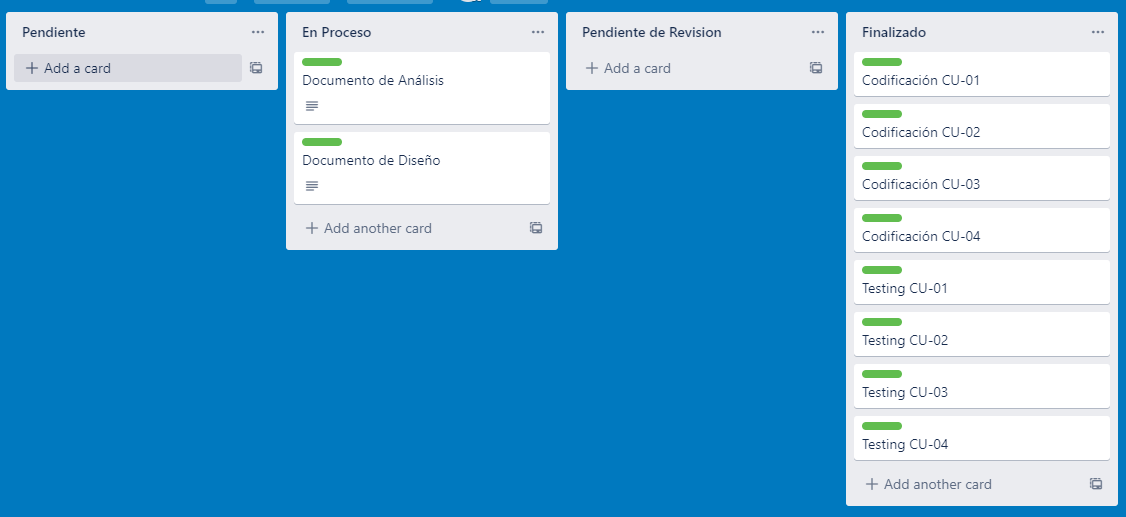 Pendiente
Add a card
En Proceso
Documento de Análisis
Documento de Diseño
Add another card
Pendiente de Revision
Add a card
Finalizado
Codificación CU-01
Codificación CU-02
Codificación CU-03
Codificación CU-04
Testing CU-01
Testing CU-02
Testing CU-03
Testing CU-04
Add another card